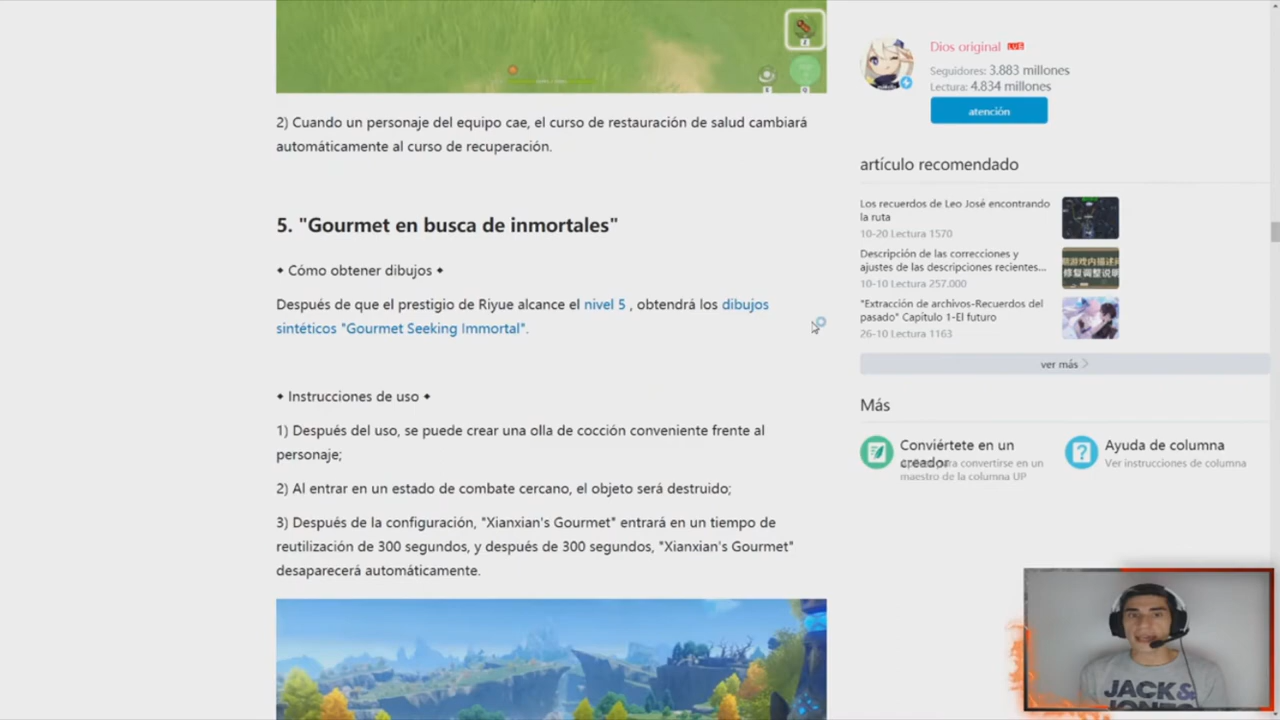 2) Cuando un personaje del equipo cae, el curso de restauración de salud cambiará
automáticamente al curso de recuperación.
5. "Gourmet en busca de inmortales"
Cómo obtener dibujos
Después de que el prestigio de Riyue alcance el nivel 5 , obtendrá los dibujos
sintéticos "Gourmet Seeking Immortal".
Instrucciones de uso
1) Después del uso, se puede crear una olla de cocción conveniente frente al
personaje;
2) Al entrar en un estado de combate cercano, el objeto será destruido;
3) Después de la configuración, "Xianxian's Gourmet" entrará en un tiempo de
reutilización de 300 segundos, y después de 300 segundos, "Xianxian's Gourmet"
desaparecerá automáticamente.
Dios original LV6
Seguidores: 3.883 millones
Lectura: 4.834 millones
atención
artículo recomendado
Los recuerdos de Leo José encontrando
la ruta
10-20 Lectura 1570
Descripción de las correcciones y
ajustes de las descripciones recientes...
10-10 Lectura 257.000
"Extracción de archivos-Recuerdos del
pasado" Capítulo 1-El futuro
26-10 Lectura 1163
ver más
Más
Conviértete en un
creador
para convertirse en un
maestro de la columna UP
Ayuda de columna
Ver instrucciones de columna
JACK &
JONES